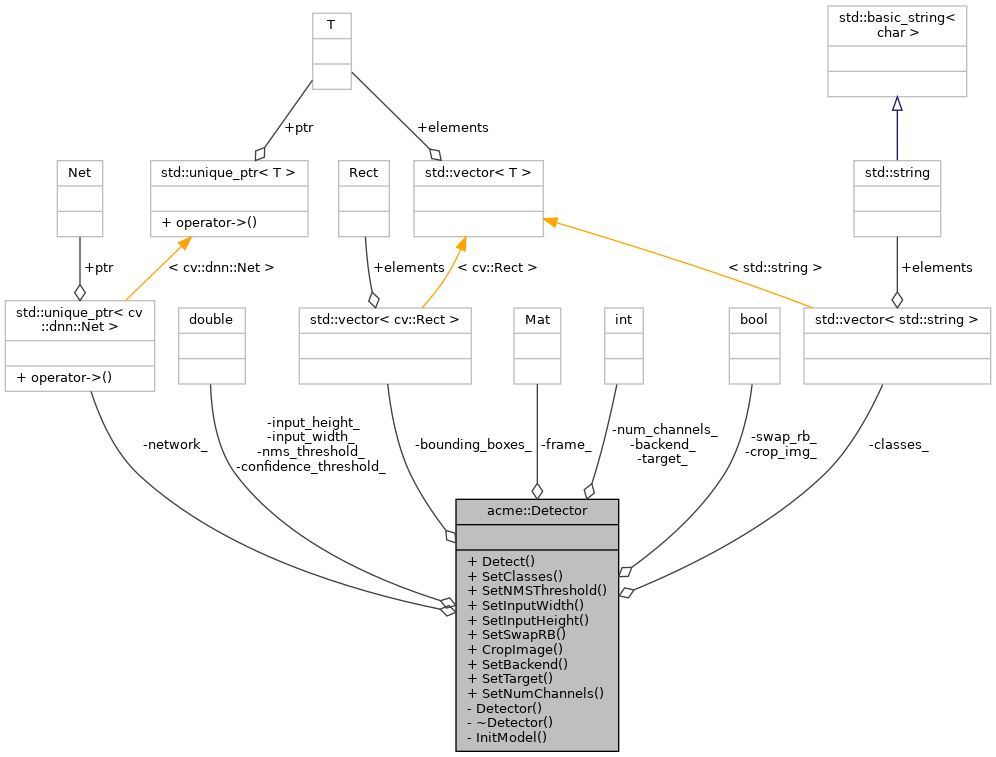 T
std::basic_string<
char >
+ptr
+elements
Net
std::unique_ptr< T >
+ operator->()
Rect
std::vector< T >
std::string
+ptr
< cv::dnn::Net >
+elements
< cv::Rect >
< std::string >
+elements
std::unique_ptr< cv
::dnn::Net >
+ operator->()
double
std::vector< cv::Rect >
Mat
int
bool
std::vector< std::string >
-network_
-input_height_
-input_width_
-nms_threshold_
-confidence_threshold_
-bounding_boxes_
-frame_
-num_channels_
-backend_
-target_
-swap_rb_
-crop_img_
-classes_
acme::Detector
+ Detect()
+ SetClasses()
+ SetNMSThreshold()
+ SetInputWidth()
+ SetInputHeight()
+ SetSwapRB()
+ CropImage()
+ SetBackend()
+ SetTarget()
+ SetNumChannels()
- Detector()
- ~Detector()
- InitModel()